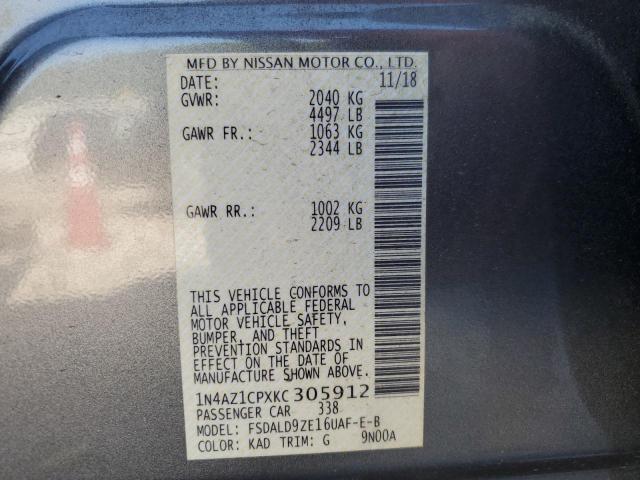 MFD BY NISSAN MOTOR CO., LTD.
DATE: 11/18
GVWR: 2040 KG
4497 LB
GAWR FR.: 1063 KG
2344 LB
GAWR RR.: 1002 KG
2209 LB
THIS VEHICLE CONFORMS TO
ALL APPLICABLE FEDERAL
MOTOR VEHICLE SAFETY,
BUMPER, AND THEFT
PREVENTION STANDARDS IN
EFFECT ON THE DATE OF
MANUFACTURE SHOWN ABOVE.
1N4AZ1CPXKC 305912
PASSENGER CAR 338
MODEL: FSDALD9ZE16UAF-E-B
COLOR: KAD TRIM: G 9N00A